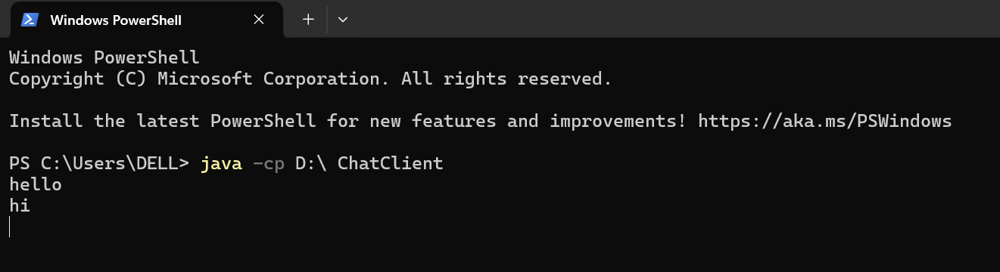 Windows PowerShell
Windows PowerShell
Copyright (C) Microsoft Corporation. All rights reserved.
Install the latest PowerShell for new features and improvements! https://aka.ms/PSWindows
PS C:\Users\DELL> java -cp D:\ ChatClient
hello
hi